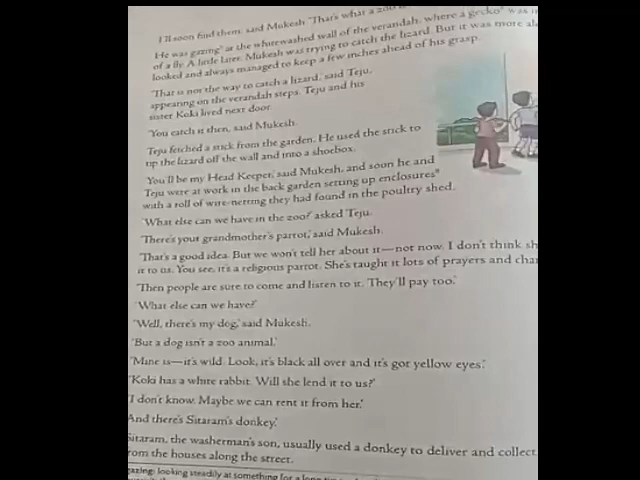 I'll soon find them, said Mukesh. 'That's what a zoo is
He was gazing* at the whitewashed wall of the verandah, where a gecko* was
of a fly. A little later, Mukesh was trying to catch the lizard. But it was more
looked and always managed to keep a few inches ahead of his grasp.
'That is not the way to catch a lizard,' said Teju,
appearing on the verandah steps. Teju and his
sister Koki lived next door.
'You catch it then,' said Mukesh.
Teju fetched a stick from the garden. He used the stick to
tip the lizard off the wall and into a shoebox.
'You'll be my Head Keeper,' said Mukesh, and soon he and
Teju were at work in the back garden setting up enclosures*
with a roll of wire-netting they had found in the poultry shed.
'What else can we have in the zoo?' asked Teju.
'There's your grandmother's parrot,' said Mukesh.
'That's a good idea. But we won't tell her about it—not now. I don't think
it to us. You see, it's a religious parrot. She's taught it lots of prayers and
'Then people are sure to come and listen to it. They'll pay too.'
'What else can we have?'
'Well, there's my dog,' said Mukesh.
'But a dog isn't a zoo animal.'
'Mine is—it's wild. Look, it's black all over and it's got yellow eyes.'
'Koki has a white rabbit. Will she lend it to us?'
'I don't know. Maybe we can rent it from her.'
'And there's Sitaram's donkey.'
Sitaram, the washerman's son, usually used a donkey to deliver and collect
from the houses along the street.
gazing: looking steadily at something for a long